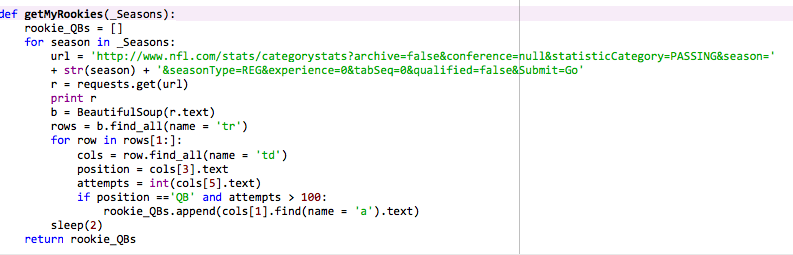 def getMyRookies(_Seasons):
    rookie_QBs = []
    for season in _Seasons:
        url = 'http://www.nfl.com/stats/categorystats?archive=false&conference=null&statisticCategory=PASSING&season='
        + str(season) + '&seasonType=REG&experience=0&tabSeq=0&qualified=false&Submit=Go'
        r = requests.get(url)
        print r
        b = BeautifulSoup(r.text)
        rows = b.find_all(name = 'tr')
        for row in rows[1:]:
            cols = row.find_all(name = 'td')
            position = cols[3].text
            attempts = int(cols[5].text)
            if position =='QB' and attempts > 100:
                rookie_QBs.append(cols[1].find(name = 'a').text)
        sleep(2)
    return rookie_QBs